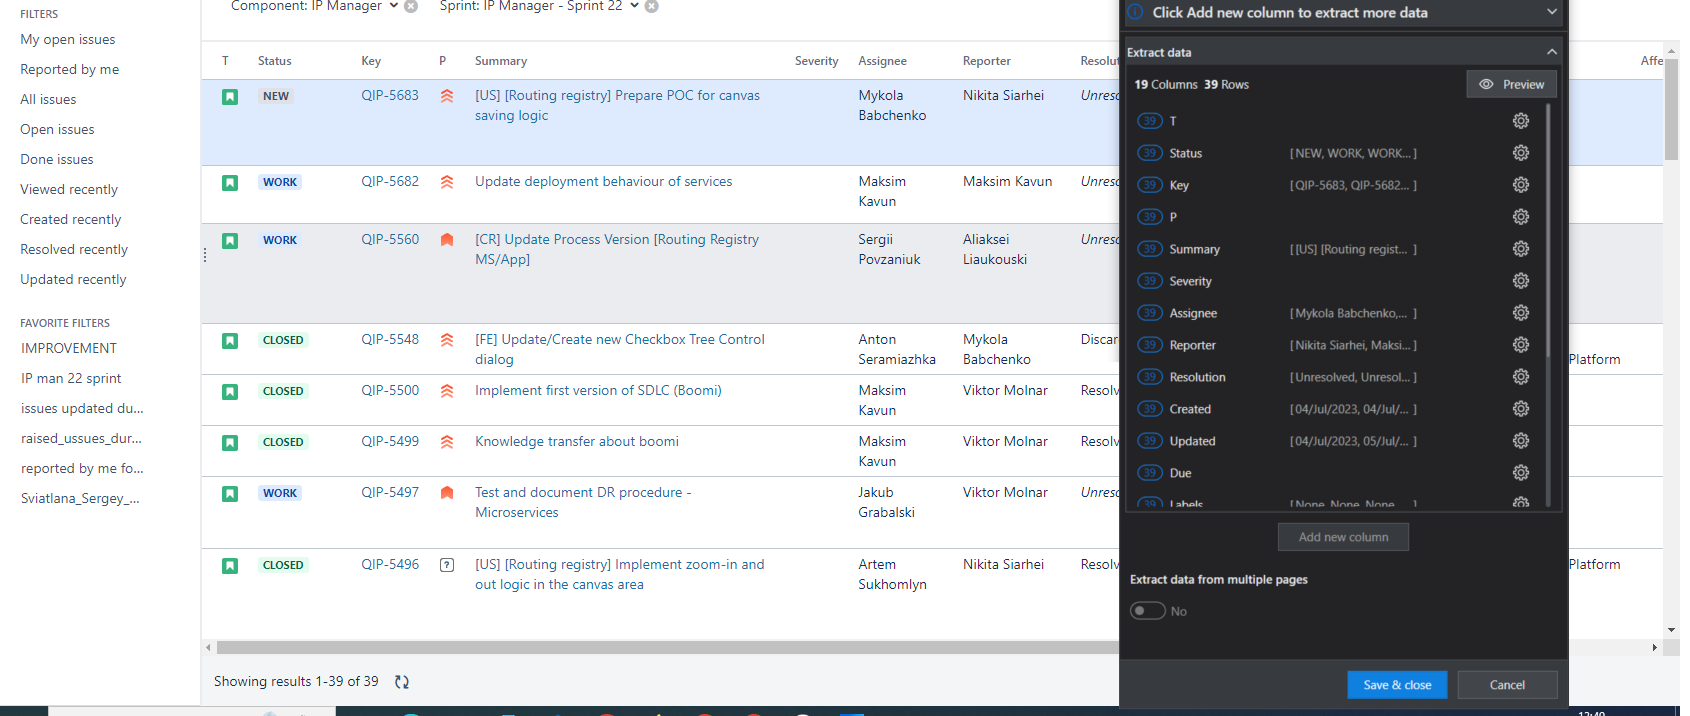 FILTERS
My open issues
Reported by me
All issues
Open issues
Done issues
Viewed recently
Created recently
Resolved recently
Updated recently
FAVORITE FILTERS
IMPROVEMENT
IP man 22 sprint
issues updated du...
raised_ussues_dur...
reported by me fo...
Sviatlana_Sergey_...
Component: IP Manager
Sprint: IP Manager - Sprint 22
T Status Key P Summary Severity Assignee Reporter Resolut Affe
NEW QIP-5683 [US] [Routing registry] Prepare POC for canvas Mykola Nikita Siarhei Unresc
saving logic Babchenko
WORK QIP-5682 Update deployment behaviour of services Maksim Maksim Kavun Unresc
Kavun
WORK QIP-5560 [CR] Update Process Version [Routing Registry Sergii Aliaksei Unresc
MS/App] Povzaniuk Liaukouski
CLOSED QIP-5548 [FE] Update/Create new Checkbox Tree Control Anton Mykola Discar
dialog Seramiazhka Babchenko Platform
CLOSED QIP-5500 Implement first version of SDLC (Boomi) Maksim Viktor Molnar Resolv
Kavun
CLOSED QIP-5499 Knowledge transfer about boomi Maksim Viktor Molnar Resolv
Kavun
WORK QIP-5497 Test and document DR procedure - Jakub Viktor Molnar Unresc
Microservices Grabalski
CLOSED ? QIP-5496 [US] [Routing registry] Implement zoom-in and Artem Nikita Siarhei Resolv Platform
out logic in the canvas area Sukhomlyn
Showing results 1-39 of 39
Click Add new column to extract more data
Extract data
19 Columns 39 Rows Preview
39 T
39 Status [ NEW, WORK, WORK... ]
39 Key [ QIP-5683, QIP-5682... ]
39 P
39 Summary [ [US] [Routing regist... ]
39 Severity
39 Assignee [ Mykola Babchenko,... ]
39 Reporter [ Nikita Siarhei, Maksi... ]
39 Resolution [ Unresolved, Unresol... ]
39 Created [ 04/Jul/2023, 04/Jul/... ]
39 Updated [ 04/Jul/2023, 05/Jul/... ]
39 Due
39 Labels [ None, None, None, ... ]
Add new column
Extract data from multiple pages
No
Save & close Cancel